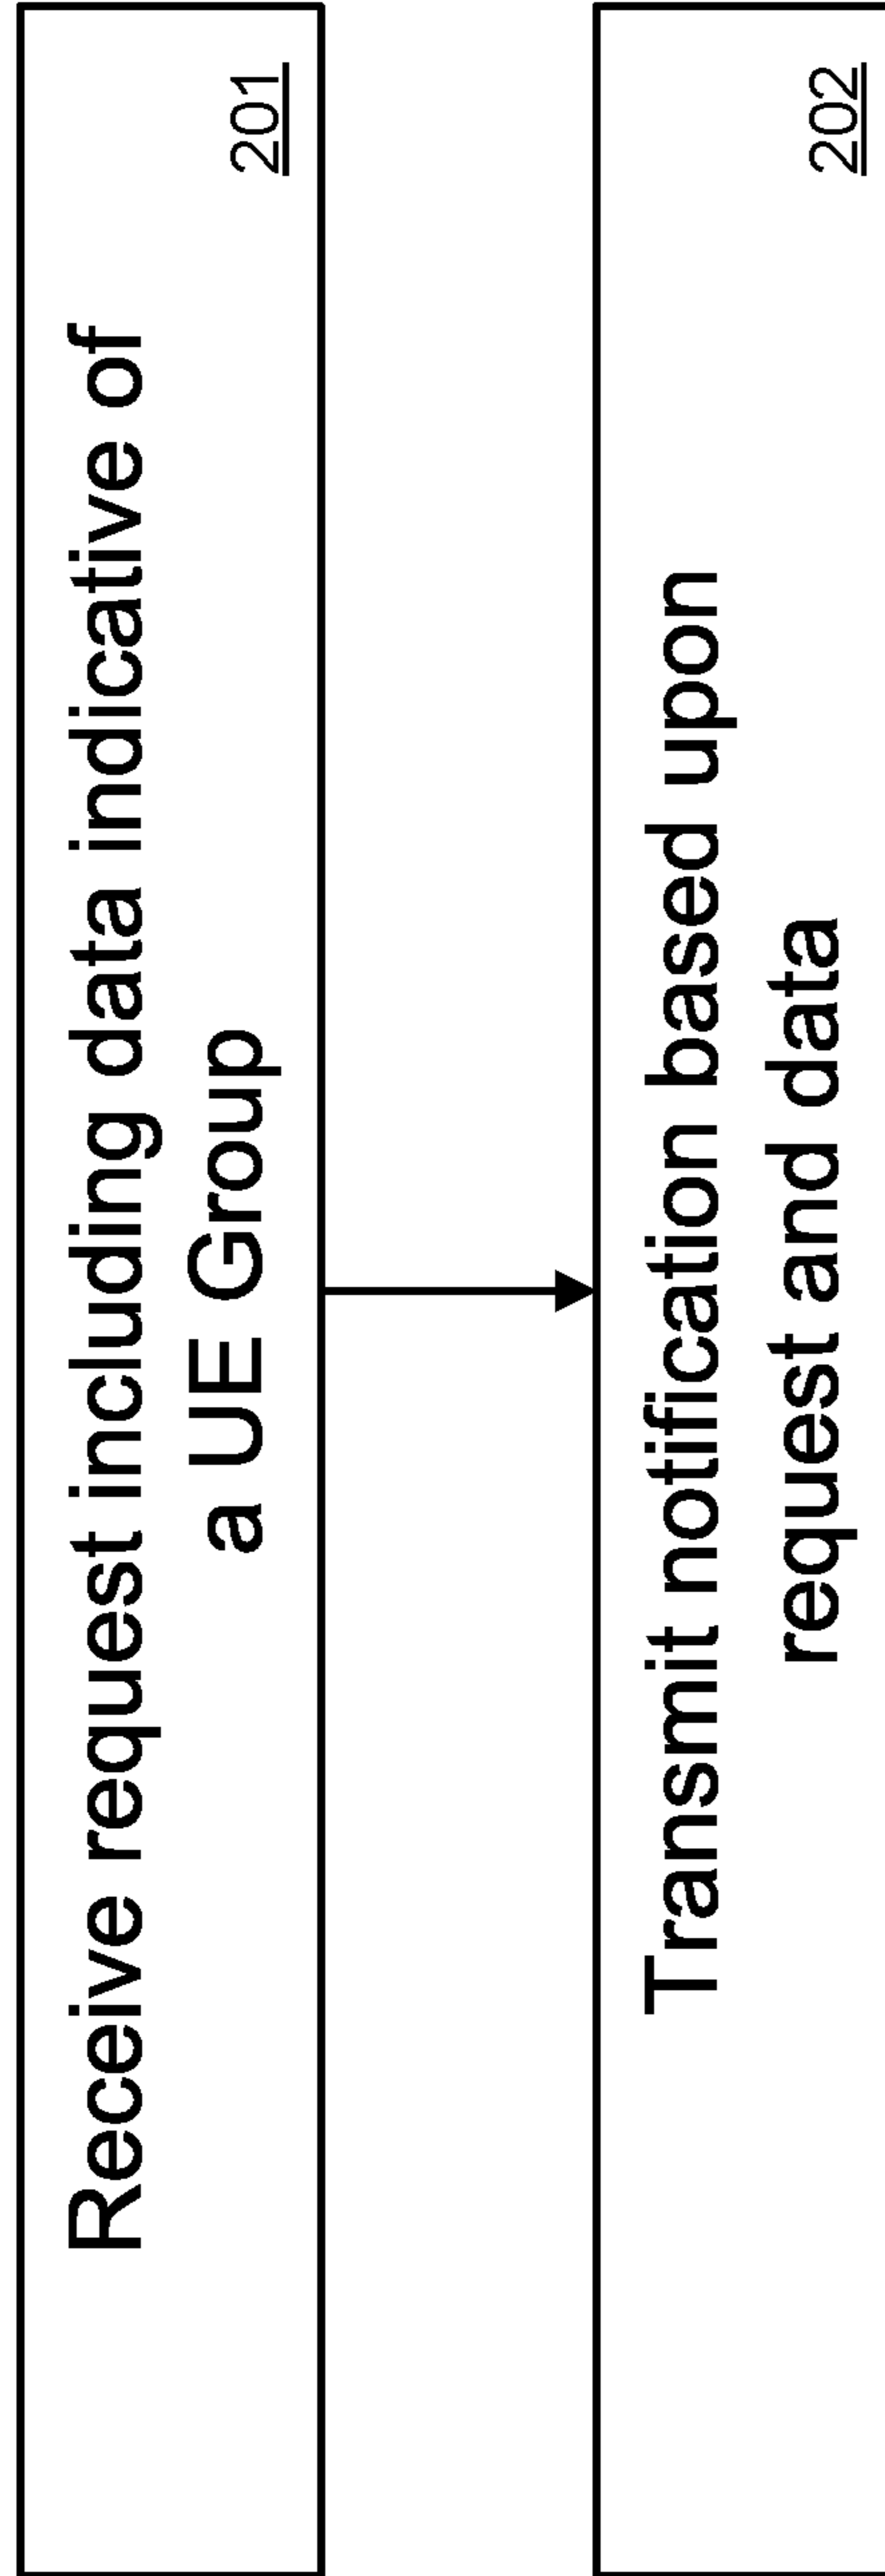 Receive request including data indicative of
a UE Group
201
Transmit notification based upon
request and data
202